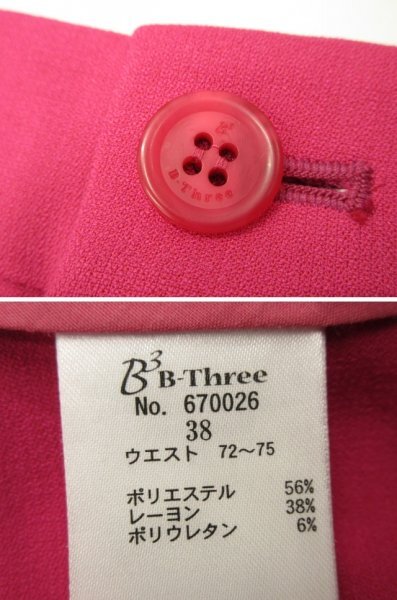 B³
B-Three
B³ B-Three
No. 670026
38
ウエスト 72～75
ポリエステル 56%
レーヨン 38%
ポリウレタン 6%